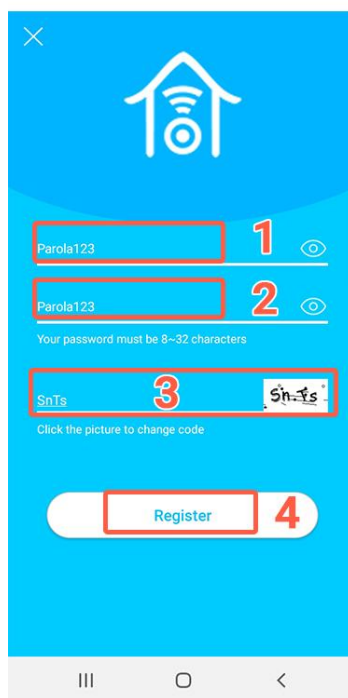 Parola123
1
Parola123
2
Your password must be 8~32 characters
SnTs 3 SnTs
Click the picture to change code
Register 4